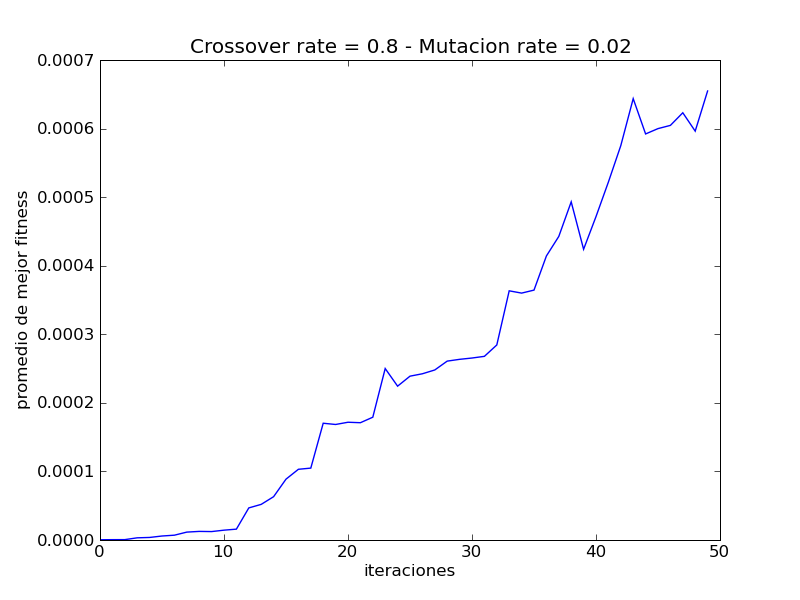 Crossover rate = 0.8 - Mutacion rate = 0.02
0.0007
0.0006
0.0005
0.0004
0.0003
0.0002
0.0001
0.0000
promedio de mejor fitness
0 10 20 30 40 50
iteraciones